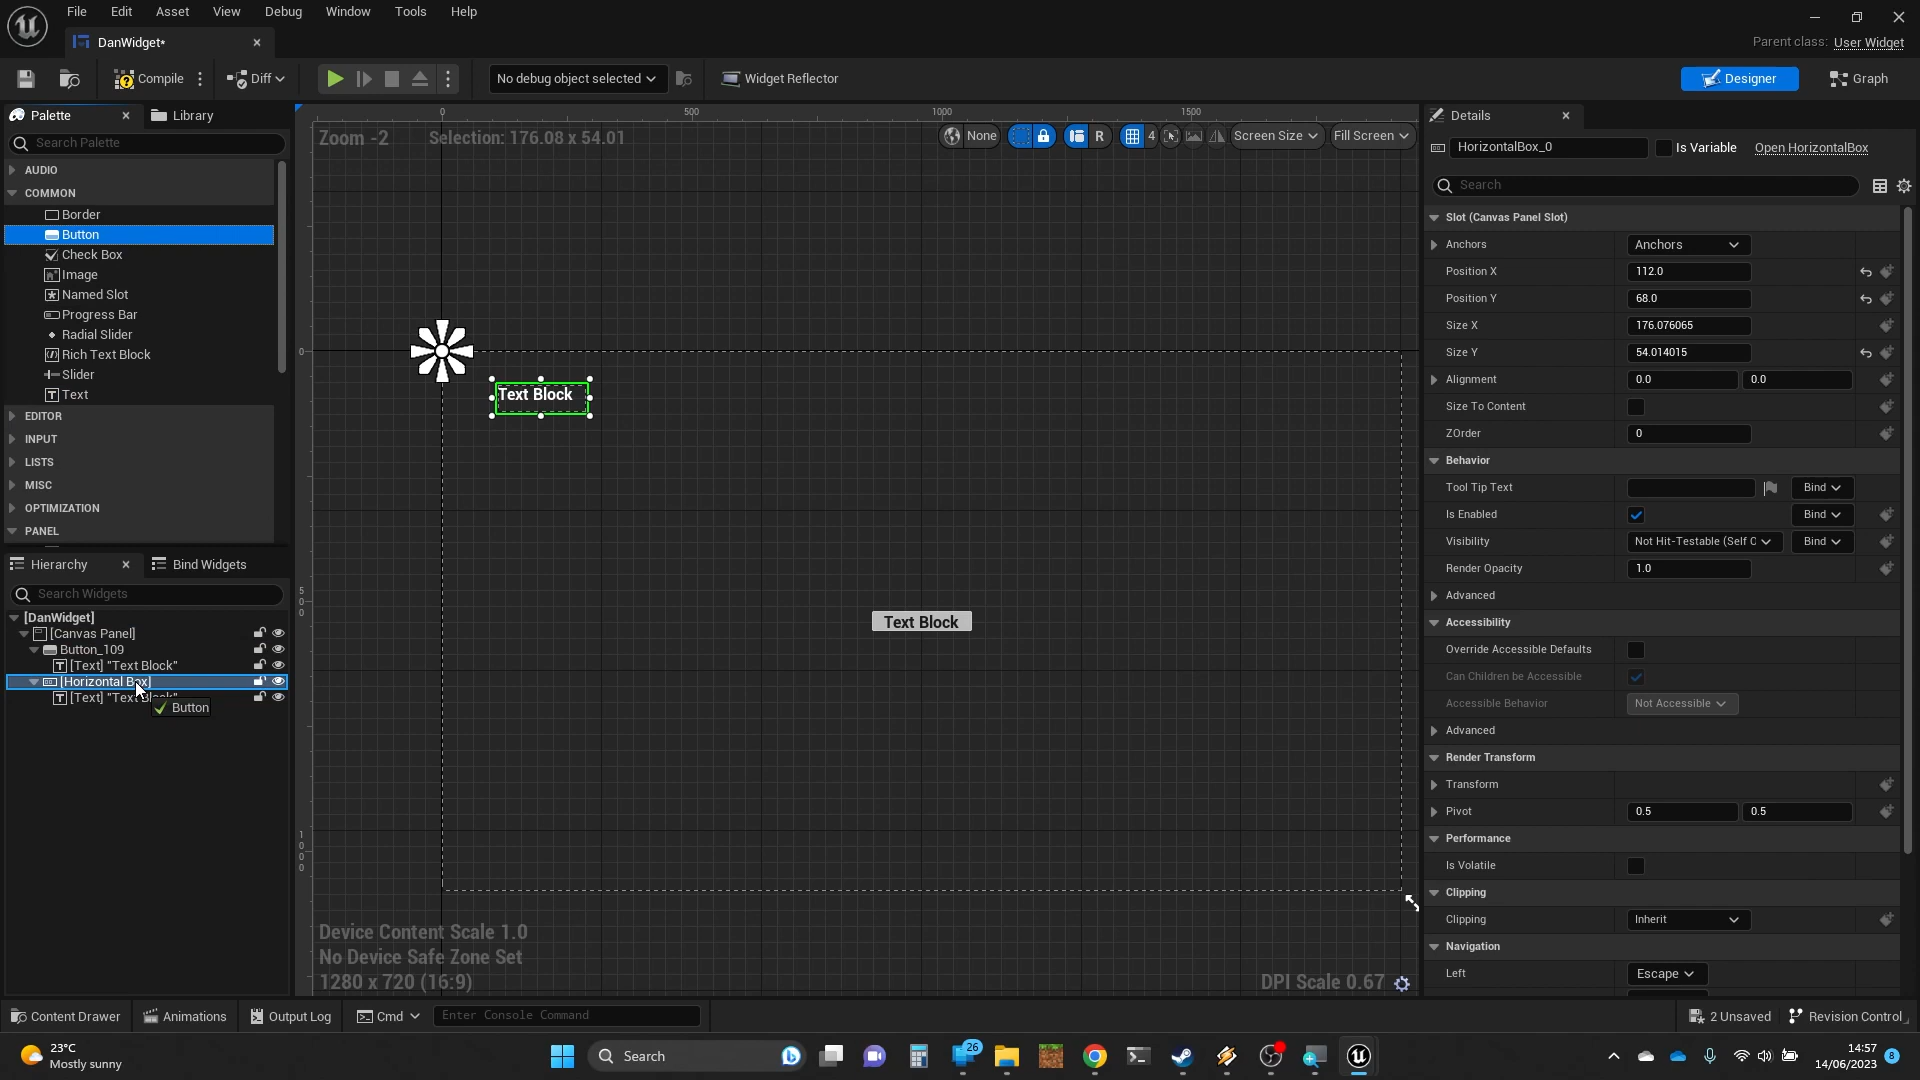 File Edit Asset View Debug Window Tools Help
DanWidget*
Parent class: User Widget
Compile Diff No debug object selected Widget Reflector Designer Graph
Palette Library
Search Palette
AUDIO
COMMON
Border
Button
Check Box
Image
Named Slot
Progress Bar
Radial Slider
Rich Text Block
Slider
Text
EDITOR
INPUT
LISTS
MISC
OPTIMIZATION
PANEL
Hierarchy Bind Widgets
Search Widgets
[DanWidget]
[Canvas Panel]
Button_109
[Text] "Text Block"
[Horizontal Box]
[Text] "Text Block"
Button
0 500 1000 1500
Zoom -2 Selection: 176.08 x 54.01
None 4 R Screen Size Fill Screen
0
Text Block
500
Text Block
1000
Device Content Scale 1.0
No Device Safe Zone Set
1280 x 720 (16:9)
DPI Scale 0.67
Details
HorizontalBox_0 Is Variable Open HorizontalBox
Search
Slot (Canvas Panel Slot)
Anchors Anchors
Position X 112.0
Position Y 68.0
Size X 176.076065
Size Y 54.014015
Alignment 0.0 0.0
Size To Content
ZOrder 0
Behavior
Tool Tip Text Bind
Is Enabled Bind
Visibility Not Hit-Testable (Self C Bind
Render Opacity 1.0
Advanced
Accessibility
Override Accessible Defaults
Can Children be Accessible
Accessible Behavior Not Accessible
Advanced
Render Transform
Transform
Pivot 0.5 0.5
Performance
Is Volatile
Clipping
Clipping Inherit
Navigation
Left Escape
Content Drawer Animations Output Log Cmd Enter Console Command 2 Unsaved Revision Control
23°C
Mostly sunny
Search
26
14:57
14/06/2023
8